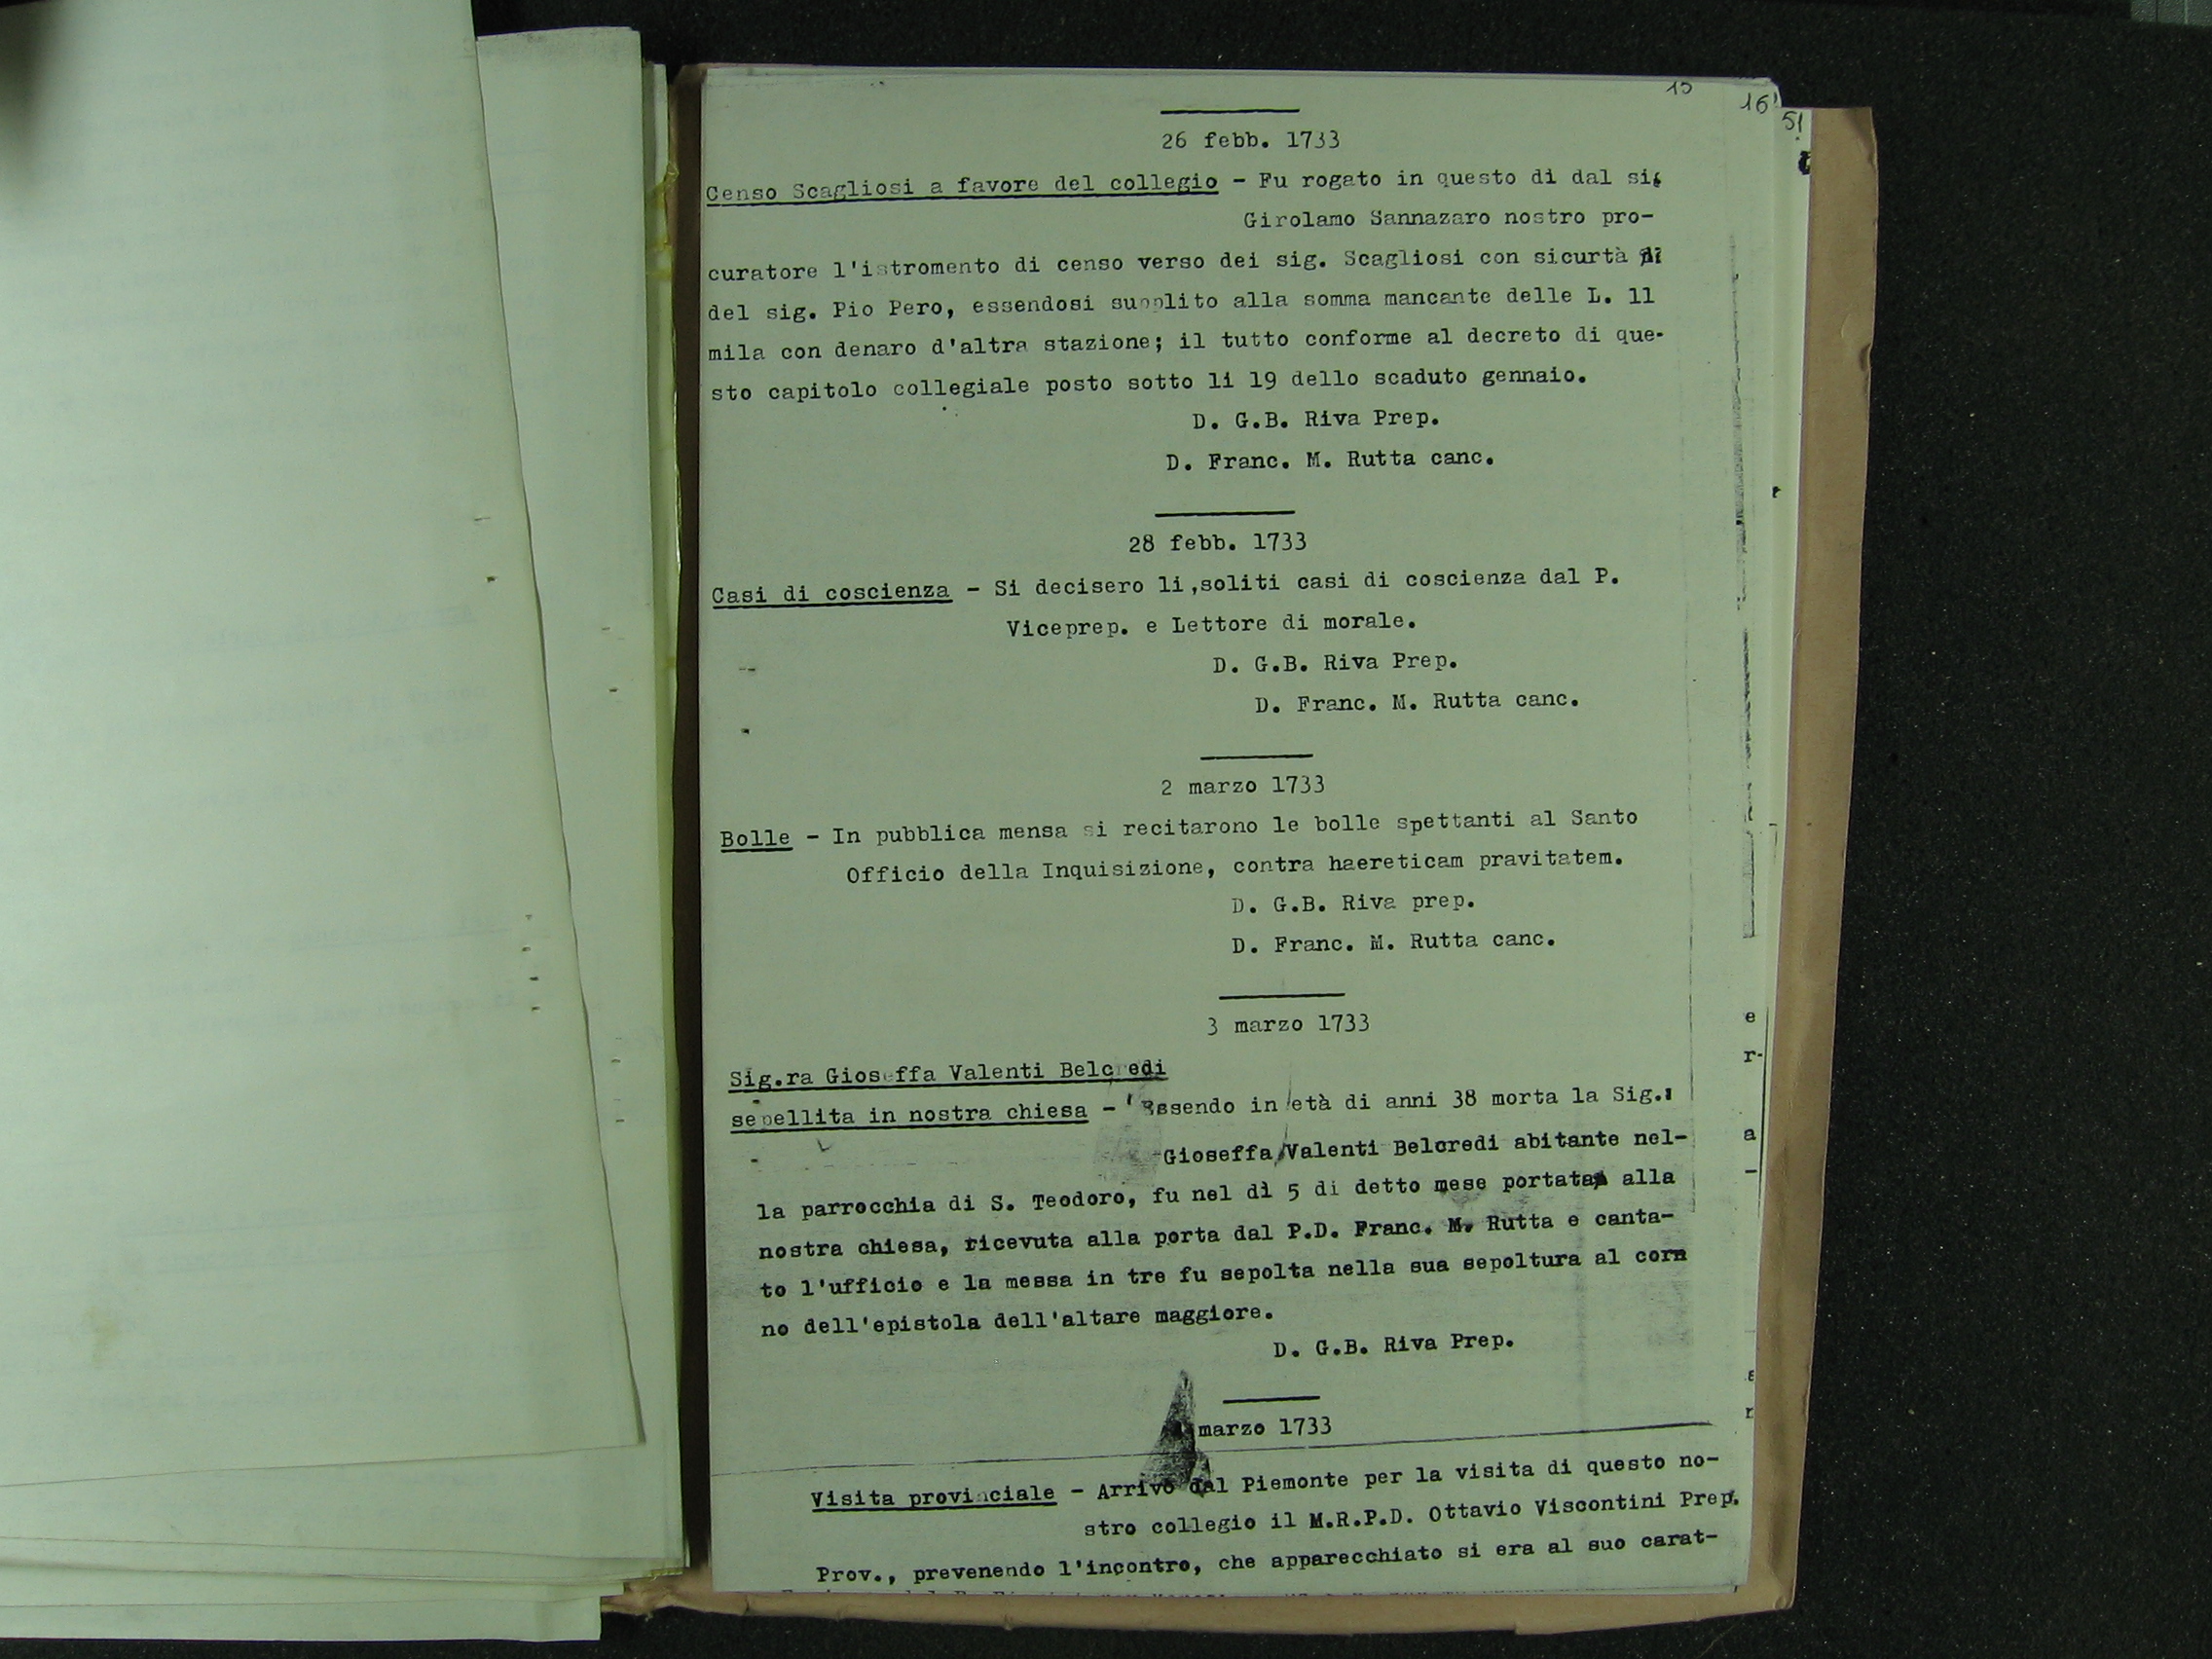 15
16
51
26 febb. 1733
Censo Scagliosi a favore del collegio - Fu rogato in questo di dal sig
Girolamo Sannazaro nostro pro-
curatore l'istromento di censo verso dei sig. Scagliosi con sicurtà di
del sig. Pio Pero, essendosi supplito alla somma mancante delle L. 11
mila con denaro d'altra stazione; il tutto conforme al decreto di que-
sto capitolo collegiale posto sotto li 19 dello scaduto gennaio.
D. G.B. Riva Prep.
D. Franc. M. Rutta canc.
28 febb. 1733
Casi di coscienza - Si decisero li ,soliti casi di coscienza dal P.
Viceprep. e Lettore di morale.
D. G.B. Riva Prep.
D. Franc. M. Rutta canc.
2 marzo 1733
Bolle - In pubblica mensa si recitarono le bolle spettanti al Santo
Officio della Inquisizione, contra haereticam pravitatem.
D. G.B. Riva prep.
D. Franc. M. Rutta canc.
3 marzo 1733
Sig.ra Gioseffa Valenti Belcredi
sepellita in nostra chiesa - Essendo in età di anni 38 morta la Sig.
Gioseffa Valenti Belcredi abitante nel-
la parrocchia di S. Teodoro, fu nel dì 5 di detto mese portata alla
nostra chiesa, ricevuta alla porta dal P.D. Franc. M. Rutta e canta-
to l'ufficio e la messa in tre fu sepolta nella sua sepoltura al corn
no dell'epistola dell'altare maggiore.
D. G.B. Riva Prep.
marzo 1733
Visita provinciale - Arrivò dal Piemonte per la visita di questo no-
stro collegio il M.R.P.D. Ottavio Viscontini Prep.
Prov., prevenendo l'incontro, che apparecchiato si era al suo carat-